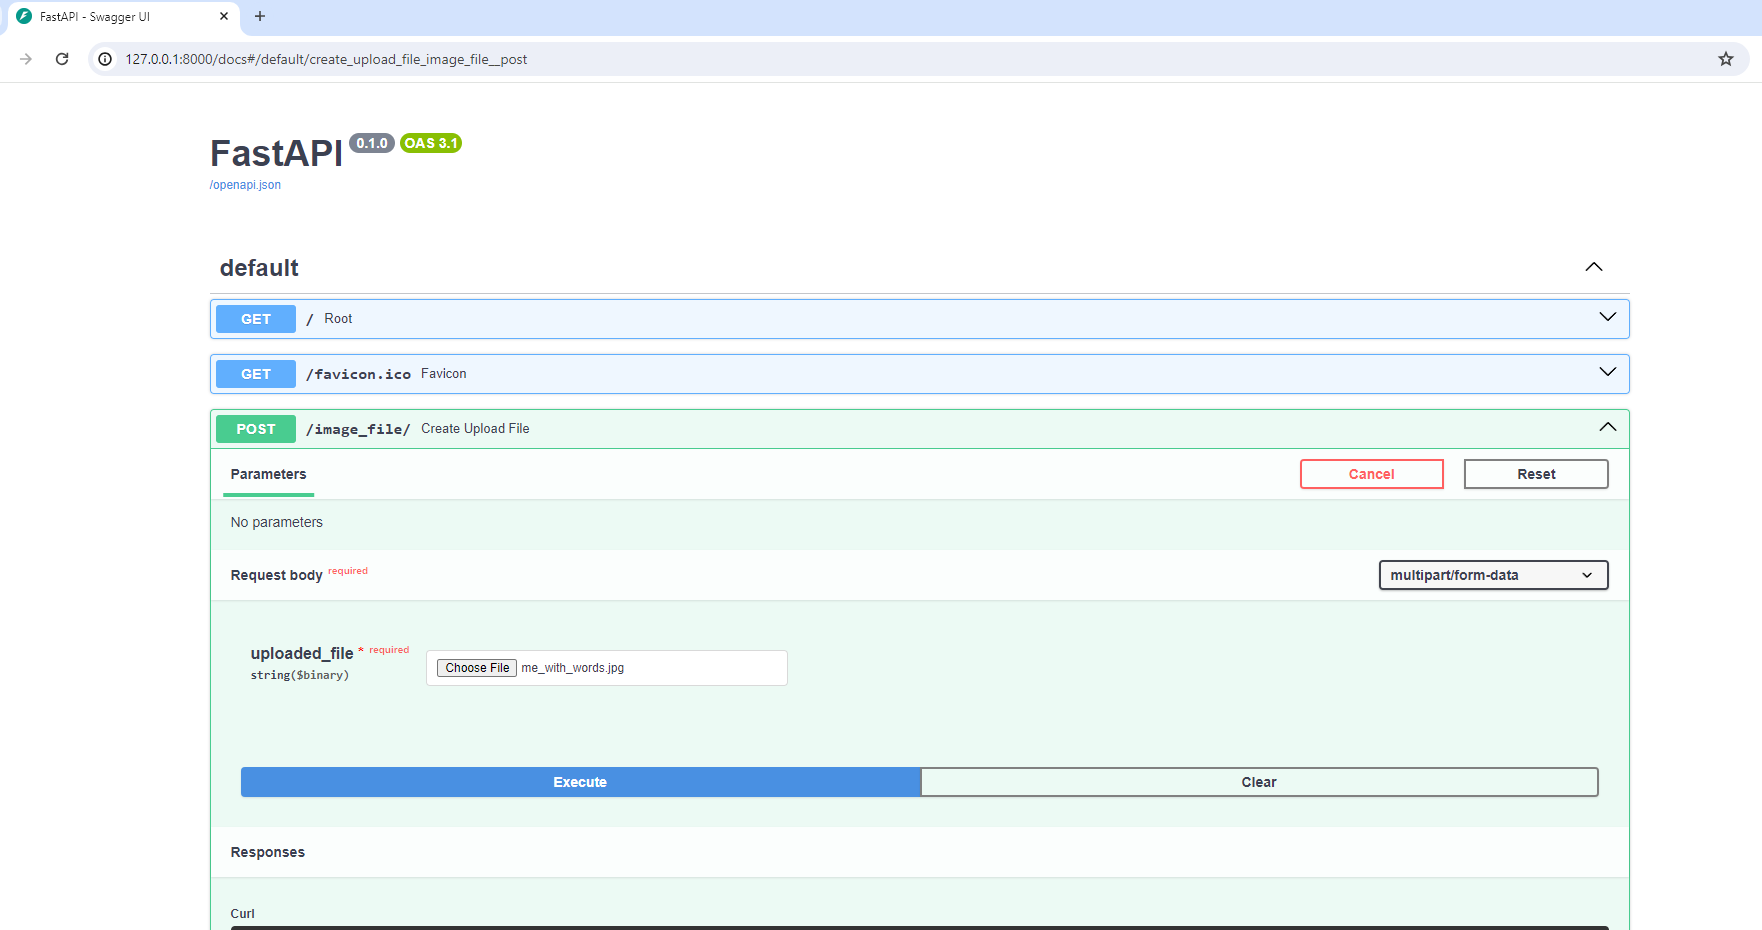 FastAPI - Swagger UI
127.0.0.1:8000/docs#/default/create_upload_file_image_file__post
FastAPI 0.1.0 OAS 3.1
/openapi.json
default
GET / Root
GET /favicon.ico Favicon
POST /image_file/ Create Upload File
Parameters Cancel Reset
No parameters
Request body required multipart/form-data
uploaded_file * required
string($binary)
Choose File me_with_words.jpg
Execute Clear
Responses
Curl